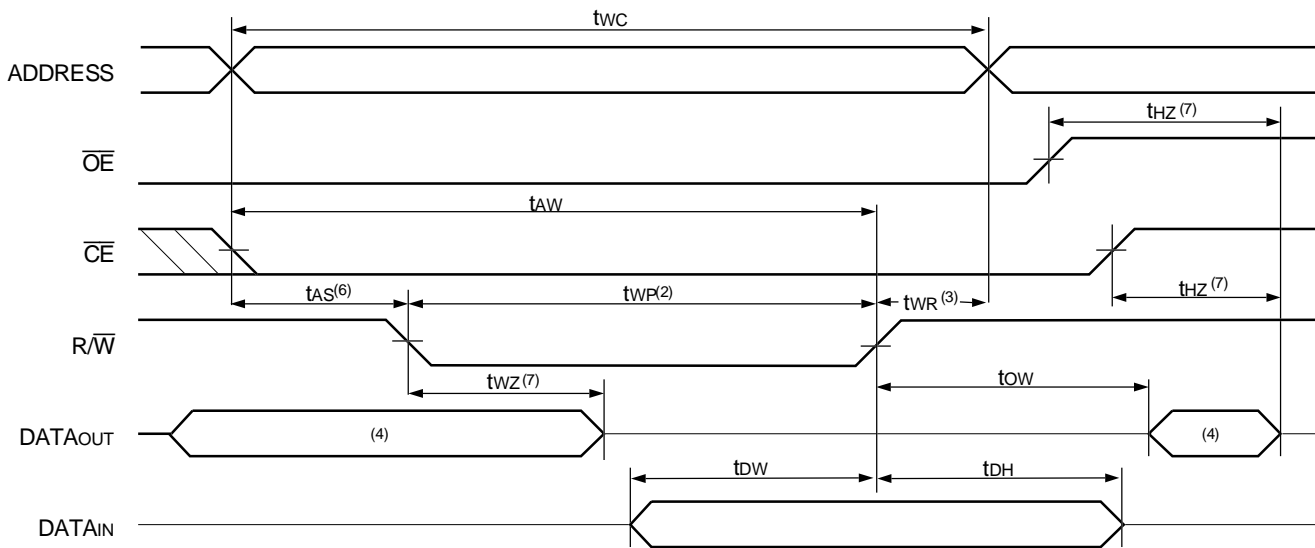 tWC
ADDRESS
tHZ (7)
OE
tAW
CE
tAS(6)
tWP(2)
tWR (3)
tHZ (7)
R/W
tWZ (7)
tOW
DATAOUT
(4)
(4)
tDW
tDH
DATAIN